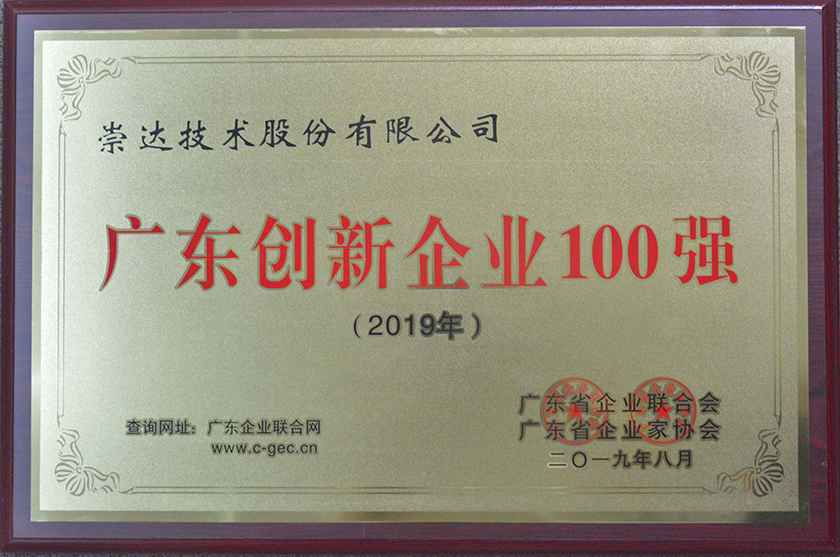 崇达技术股份有限公司
广东创新企业100强
（2019年）
查询网址：广东企业联合网
www.c-gec.cn
广东省企业联合会
广东省企业家协会
二〇一九年八月